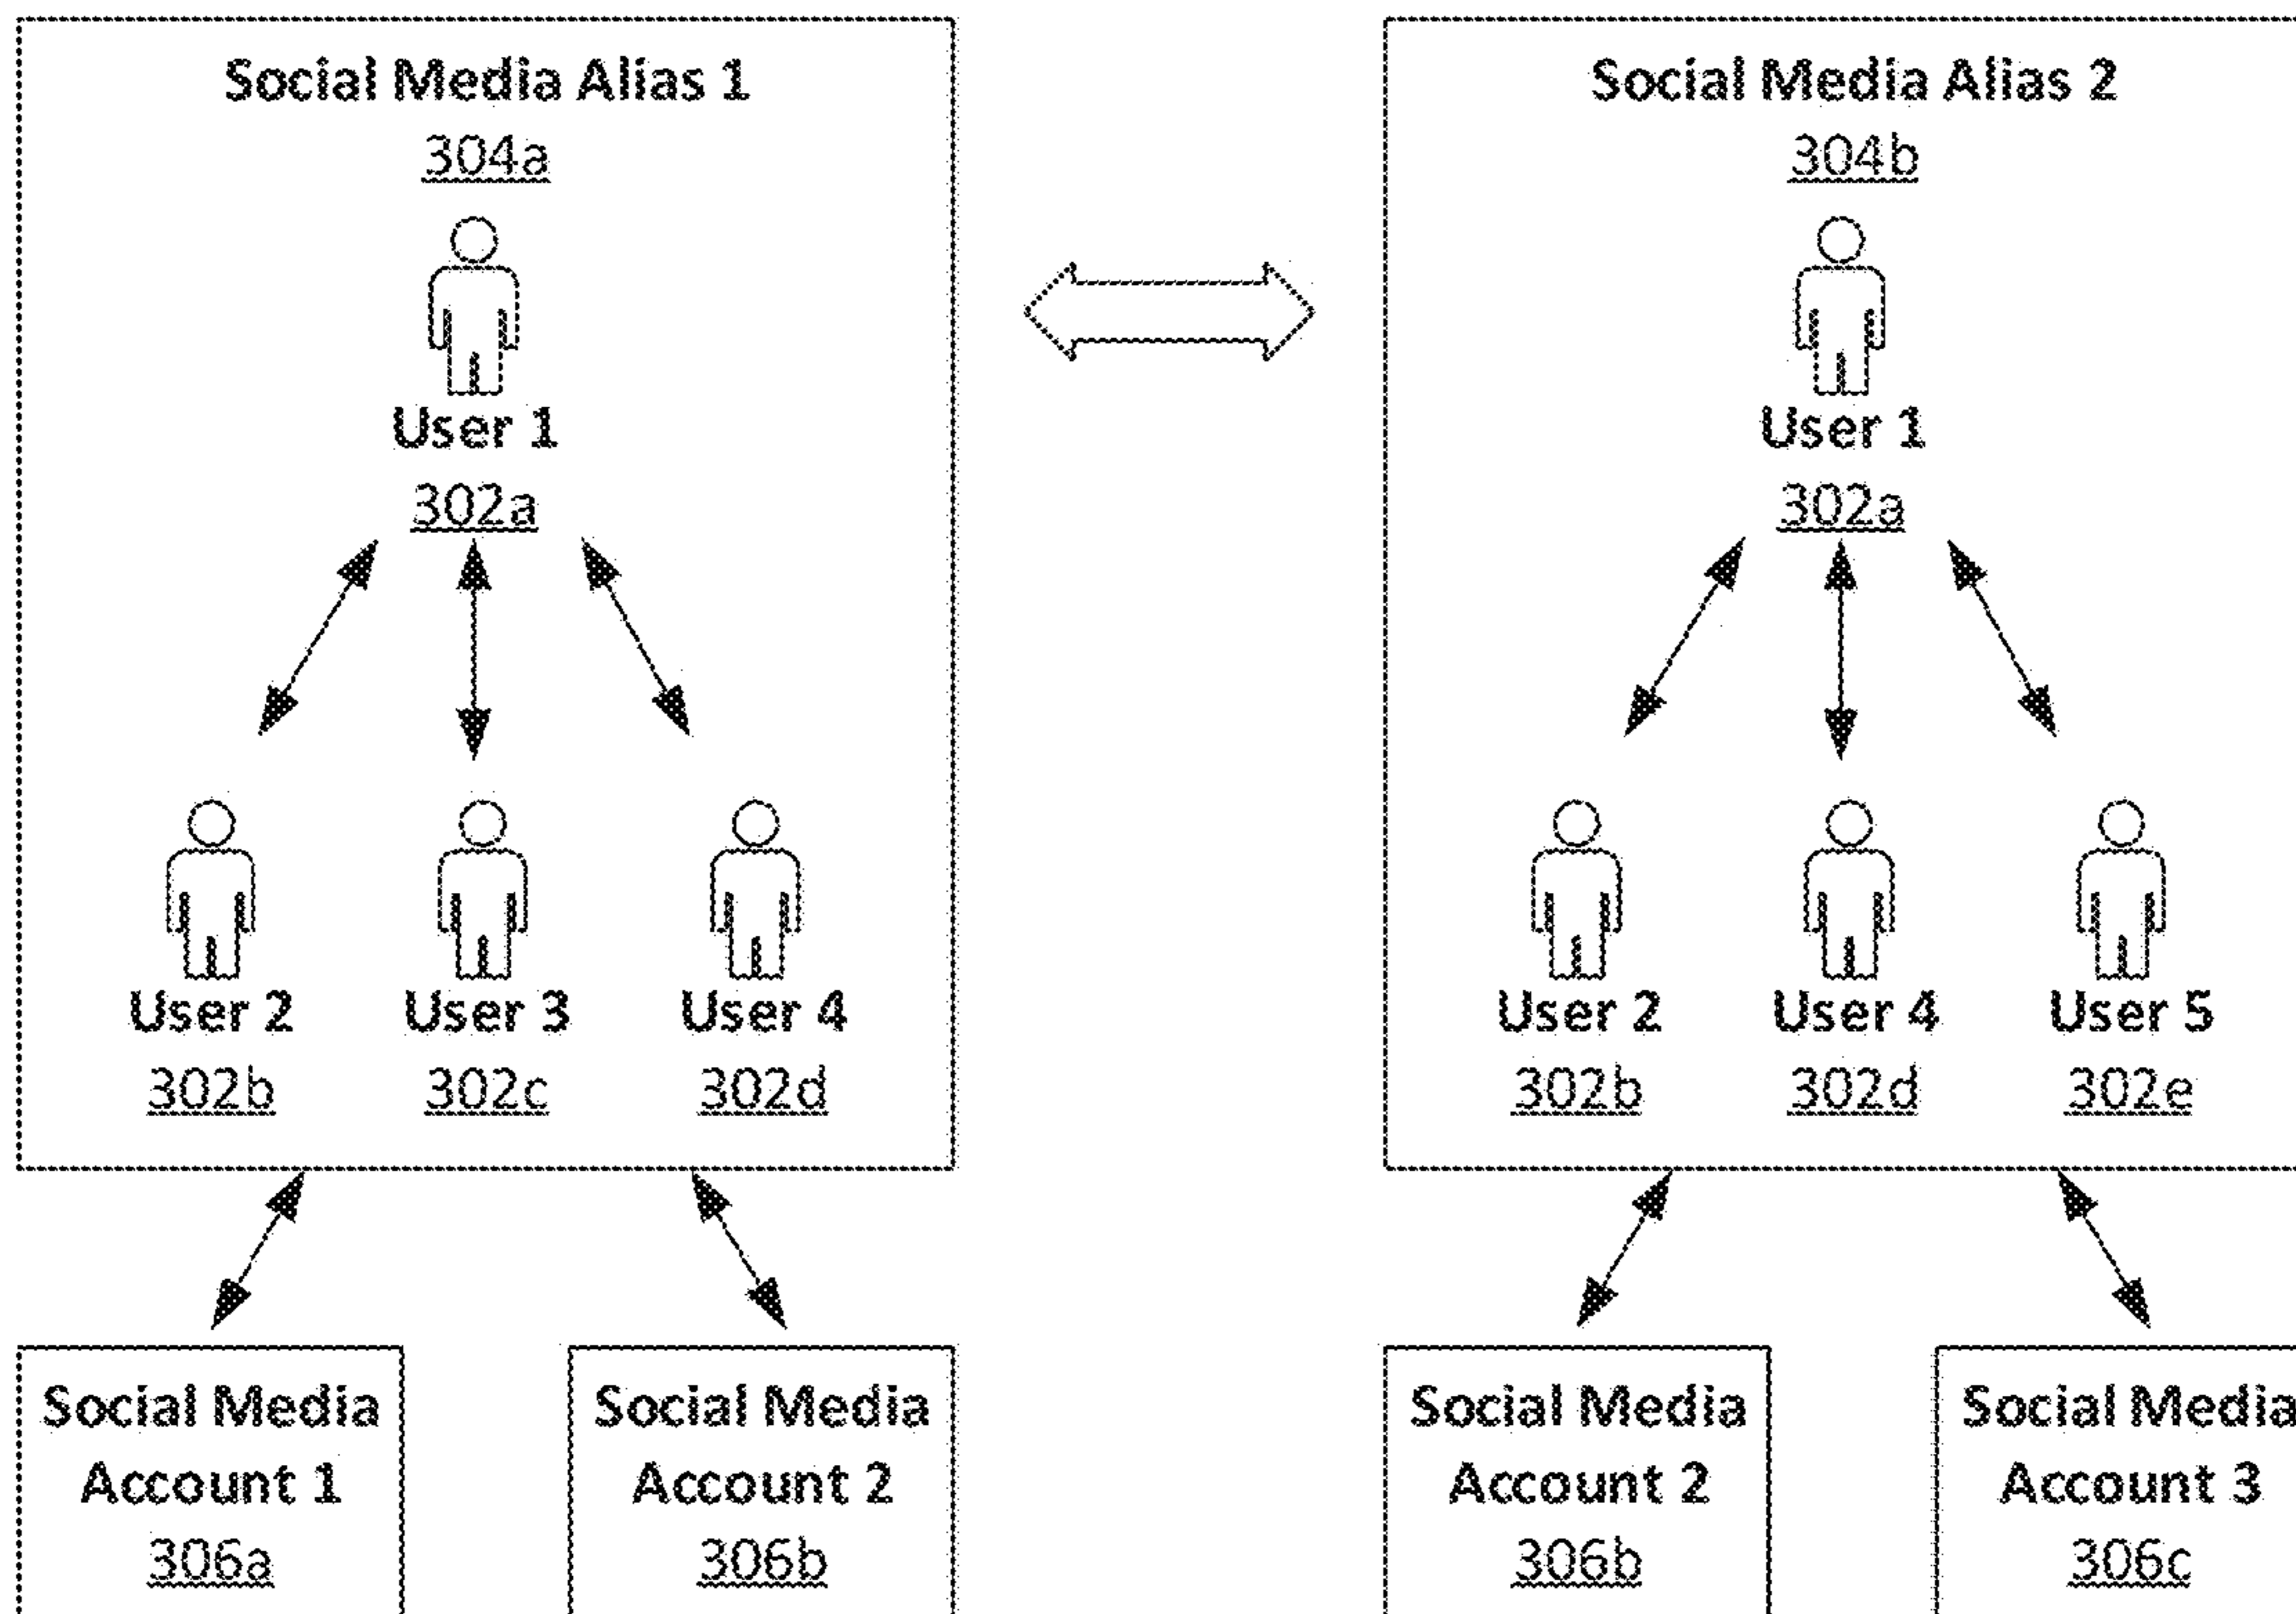 Social Media Alias 1
304a
User 1
302a
User 2
302b
User 3
302c
User 4
302d
Social Media Alias 2
304b
User 1
302a
User 2
302b
User 4
302d
User 5
302e
Social Media
Account 1
306a
Social Media
Account 2
306b
Social Media
Account 2
306b
Social Media
Account 3
306c